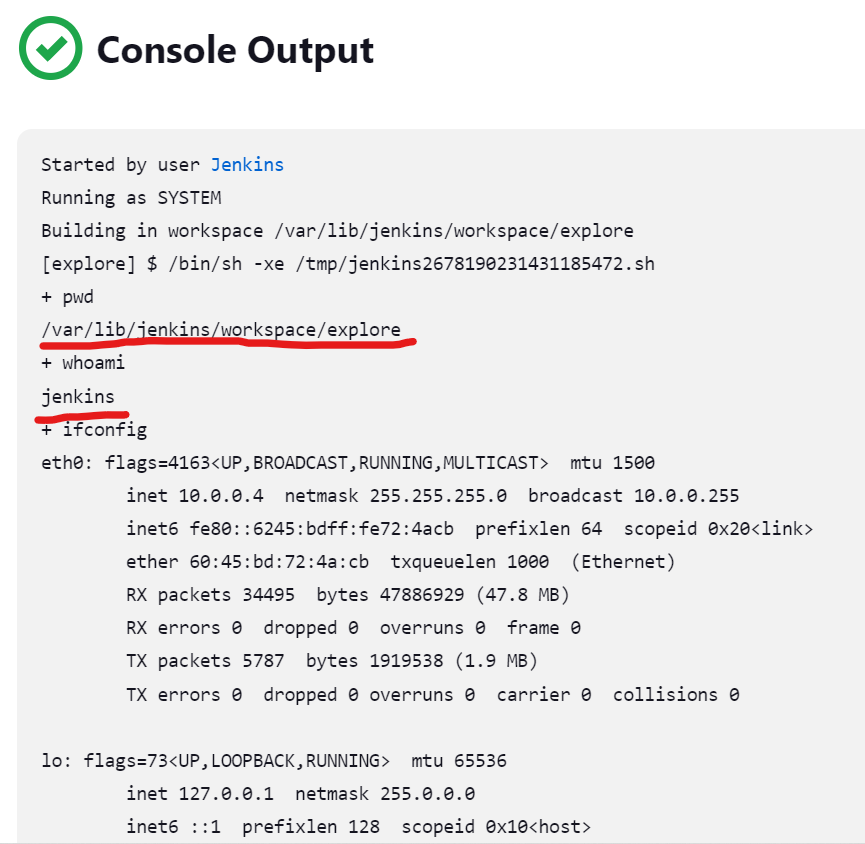 Console Output
Started by user Jenkins
Running as SYSTEM
Building in workspace /var/lib/jenkins/workspace/explore
[explore] $ /bin/sh -xe /tmp/jenkins2678190231431185472.sh
+ pwd
/var/lib/jenkins/workspace/explore
+ whoami
jenkins
+ ifconfig
eth0: flags=4163<UP,BROADCAST,RUNNING,MULTICAST>  mtu 1500
        inet 10.0.0.4  netmask 255.255.255.0  broadcast 10.0.0.255
        inet6 fe80::6245:bdff:fe72:4acb  prefixlen 64  scopeid 0x20<link>
        ether 60:45:bd:72:4a:cb  txqueuelen 1000  (Ethernet)
        RX packets 34495  bytes 47886929 (47.8 MB)
        RX errors 0  dropped 0  overruns 0  frame 0
        TX packets 5787  bytes 1919538 (1.9 MB)
        TX errors 0  dropped 0 overruns 0  carrier 0  collisions 0
lo: flags=73<UP,LOOPBACK,RUNNING>  mtu 65536
        inet 127.0.0.1  netmask 255.0.0.0
        inet6 ::1  prefixlen 128  scopeid 0x10<host>